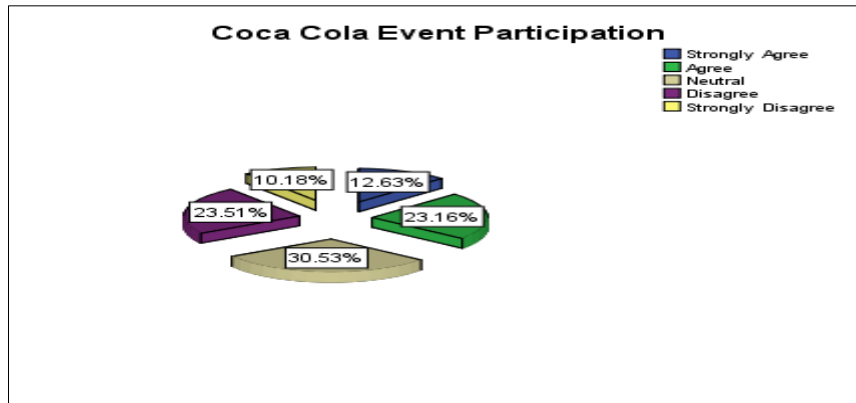 Coca Cola Event Participation
Strongly Agree
Agree
Neutral
Disagree
Strongly Disagree
10.18%
12.63%
23.51%
23.16%
30.53%